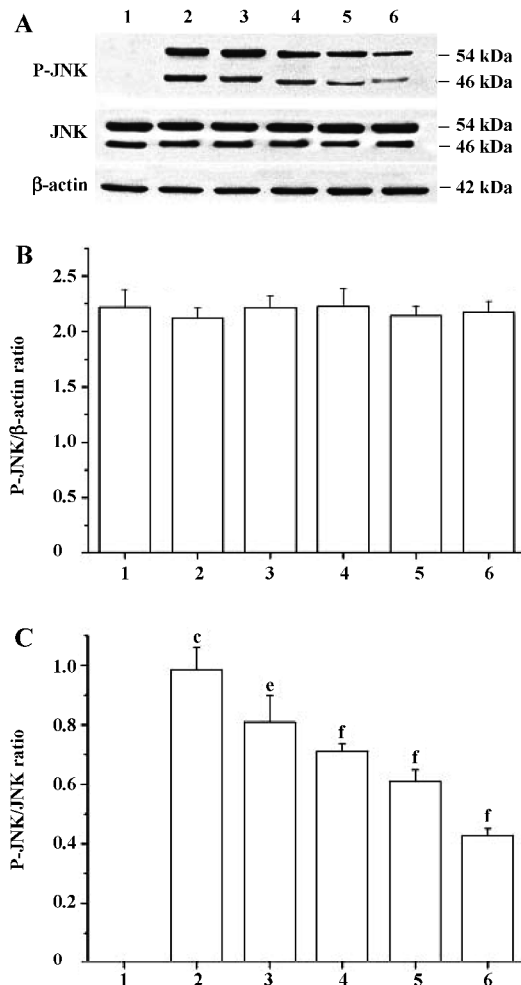 A
1 2 3 4 5 6
P-JNK
54 kDa
46 kDa
JNK
54 kDa
46 kDa
β-actin
42 kDa
B
P-JNK/β-actin ratio
2.5
2.0
1.5
1.0
0.5
0
1 2 3 4 5 6
C
P-JNK/JNK ratio
1.0
0.8
0.6
0.4
0.2
0
c
e
f
f
f
1 2 3 4 5 6